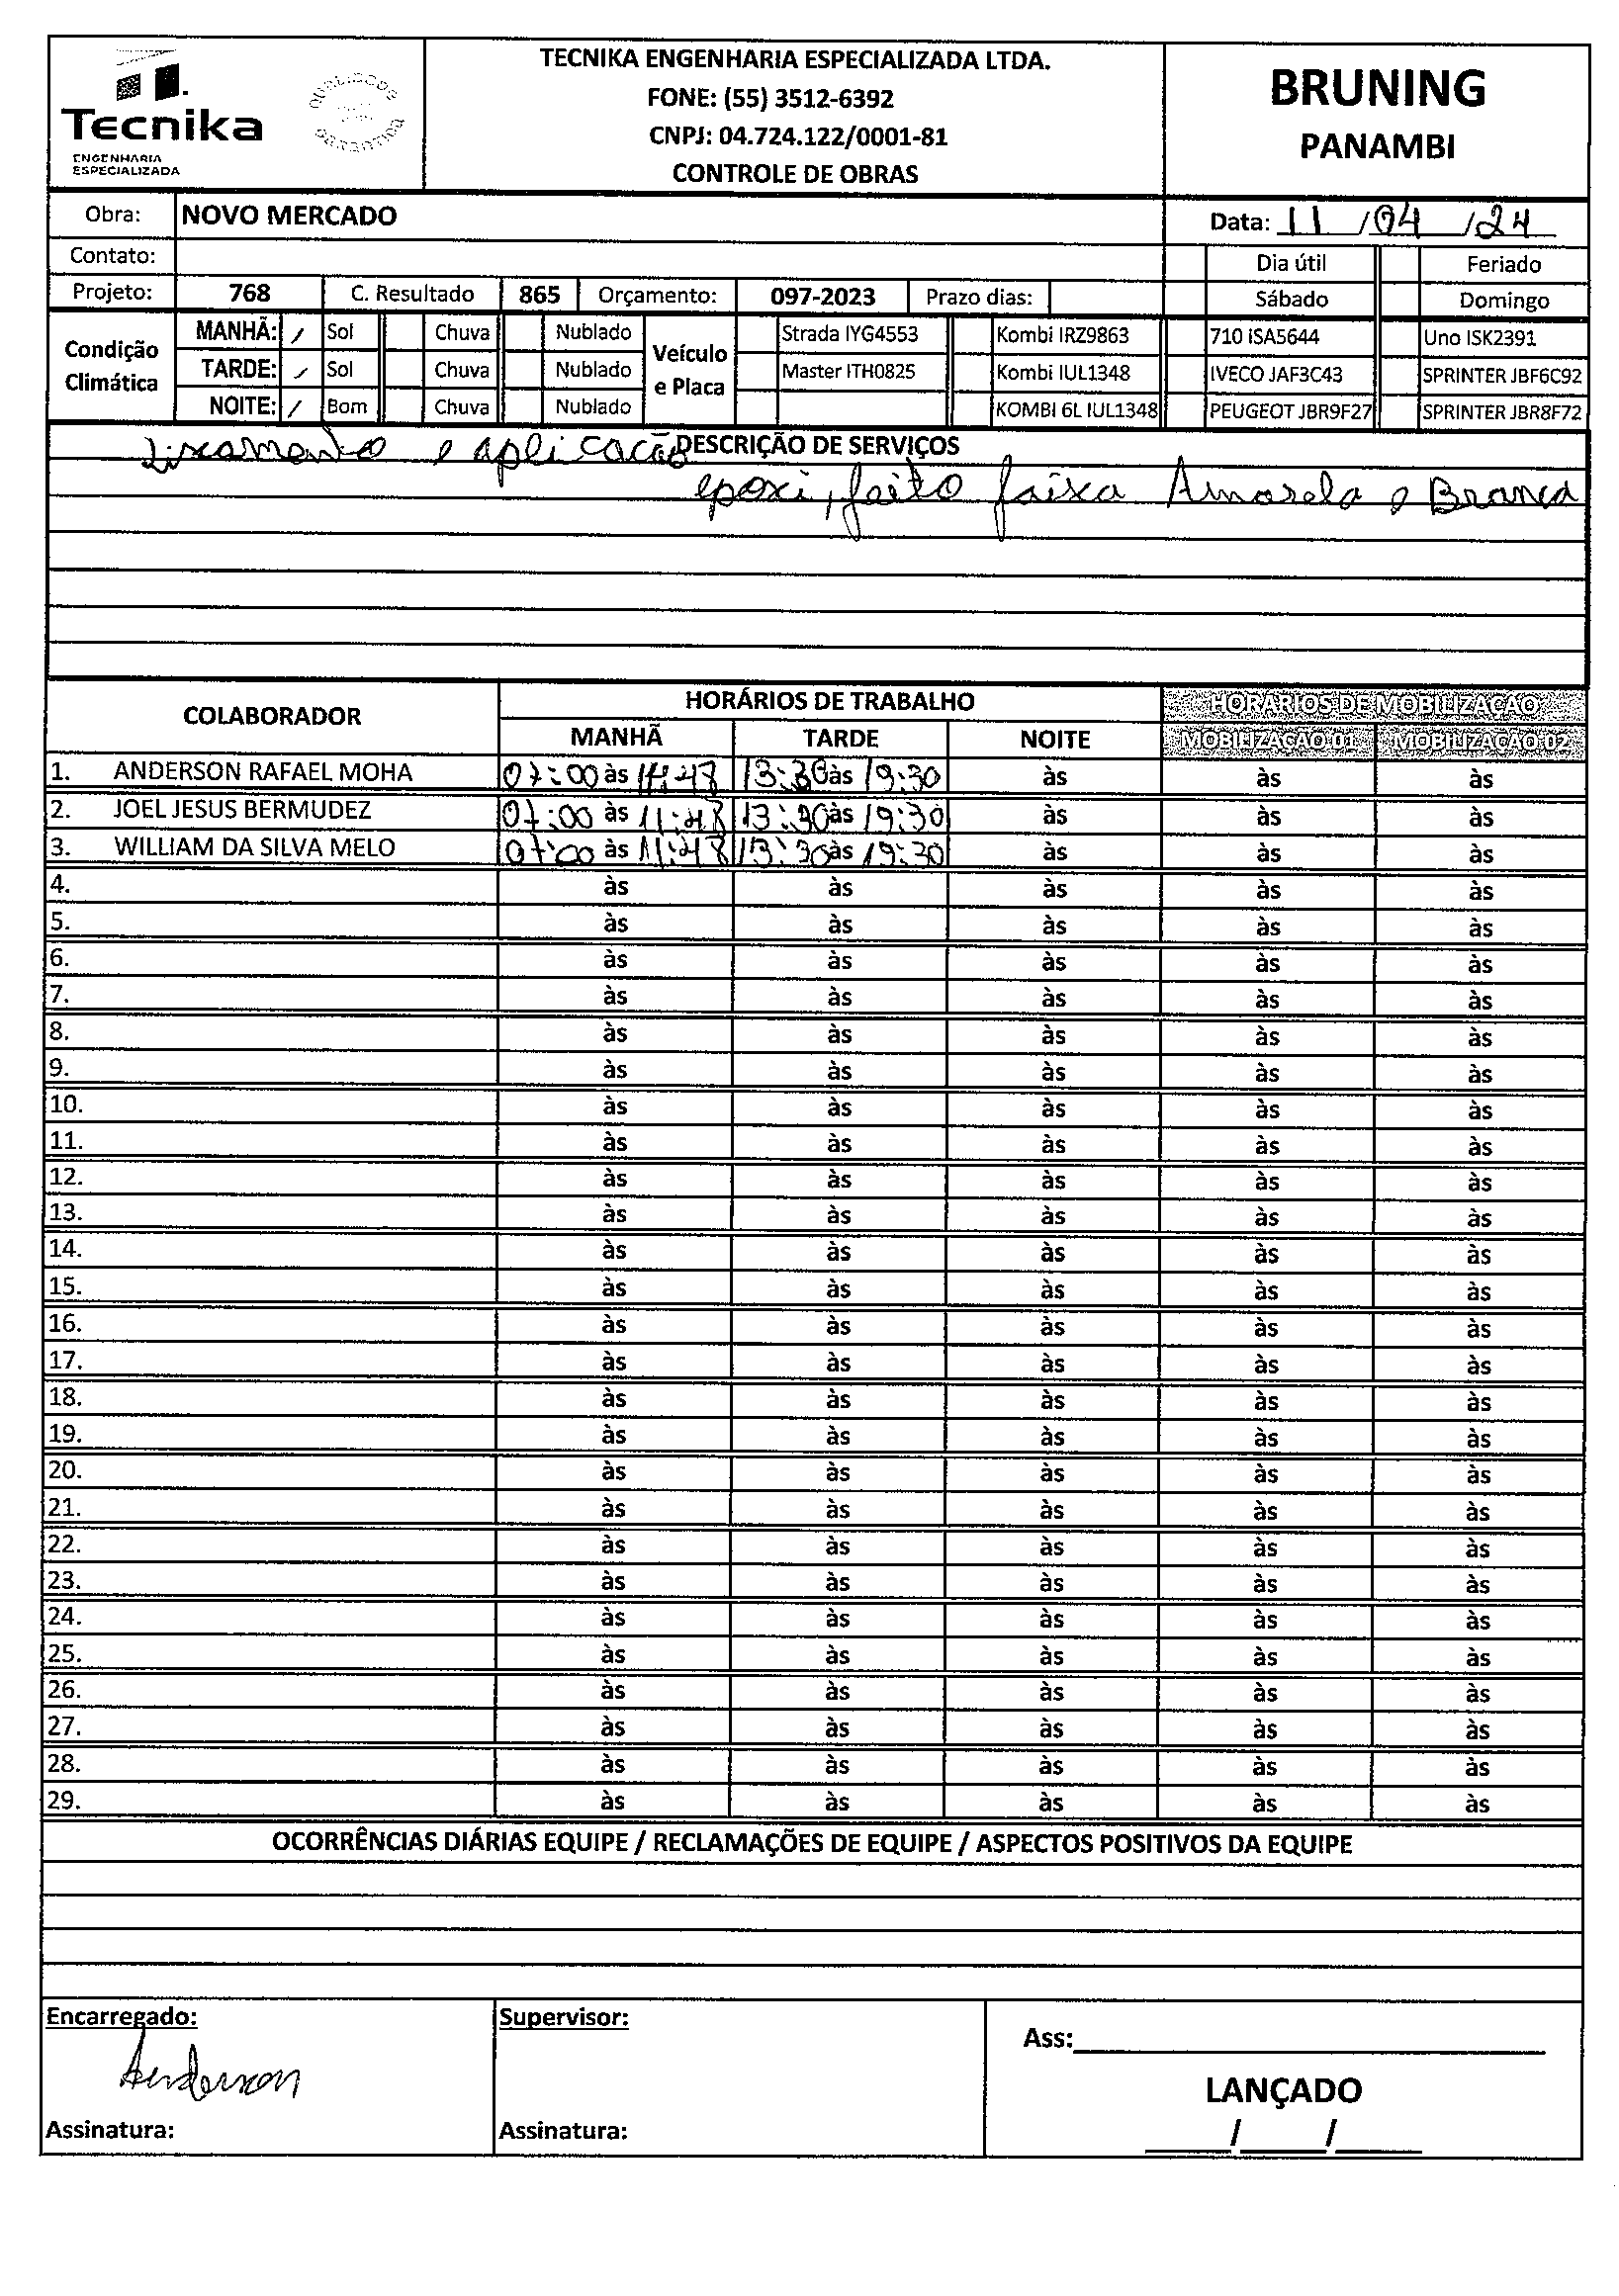 Tecnika
ENGENHARIA
ESPECIALIZADA
TECNIKA ENGENHARIA ESPECIALIZADA LTDA.
FONE: (55) 3512-6392
CNPJ: 04.724.122/0001-81
CONTROLE DE OBRAS
BRUNING
PANAMBI
Obra: NOVO MERCADO
Data: 11/04/24
Contato:
Dia útil Feriado
Projeto: 768 C. Resultado 865 Orçamento: 097-2023 Prazo dias: Sábado Domingo
Condição Climática
MANHÃ: / Sol Chuva Nublado
TARDE: / Sol Chuva Nublado
NOITE: / Bom Chuva Nublado
Veículo e Placa
Strada IYG4553 Kombi IRZ9863 710 ISA5644 Uno ISK2391
Master ITH0825 Kombi IUL1348 IVECO JAF3C43 SPRINTER JBF6C92
KOMBI 6L IUL1348 PEUGEOT JBR9F27 SPRINTER JBR8F72
DESCRIÇÃO DE SERVIÇOS
Lixamento e aplicacão
epoxi, feito faixa Amarela e Branca
COLABORADOR HORÁRIOS DE TRABALHO HORÁRIOS DE MOBILIZAÇÃO
MANHÃ TARDE NOITE MOBILIZAÇÃO 01 MOBILIZAÇÃO 02
1. ANDERSON RAFAEL MOHA 07:00 às 11:48 13:30 às 19:30 às às às
2. JOEL JESUS BERMUDEZ 07:00 às 11:48 13:30 às 19:30 às às às
3. WILLIAM DA SILVA MELO 07:00 às 11:48 13:30 às 19:30 às às às
4. às às às às às
5. às às às às às
6. às às às às às
7. às às às às às
8. às às às às às
9. às às às às às
10. às às às às às
11. às às às às às
12. às às às às às
13. às às às às às
14. às às às às às
15. às às às às às
16. às às às às às
17. às às às às às
18. às às às às às
19. às às às às às
20. às às às às às
21. às às às às às
22. às às às às às
23. às às às às às
24. às às às às às
25. às às às às às
26. às às às às às
27. às às às às às
28. às às às às às
29. às às às às às
OCORRÊNCIAS DIÁRIAS EQUIPE / RECLAMAÇÕES DE EQUIPE / ASPECTOS POSITIVOS DA EQUIPE
Encarregado: Supervisor:
Ass:
Anderson
LANÇADO
Assinatura: Assinatura:
/ /